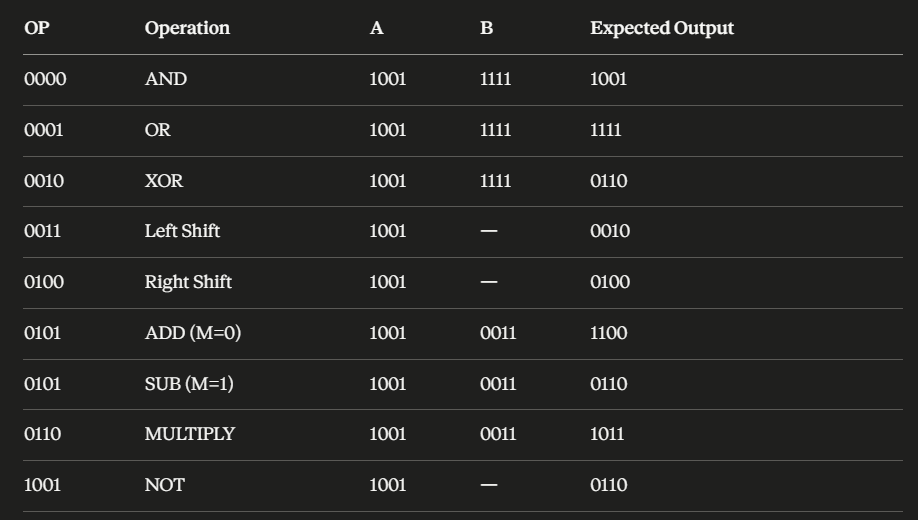 OP Operation A B Expected Output
0000 AND 1001 1111 1001
0001 OR 1001 1111 1111
0010 XOR 1001 1111 0110
0011 Left Shift 1001 — 0010
0100 Right Shift 1001 — 0100
0101 ADD (M=0) 1001 0011 1100
0101 SUB (M=1) 1001 0011 0110
0110 MULTIPLY 1001 0011 1011
1001 NOT 1001 — 0110